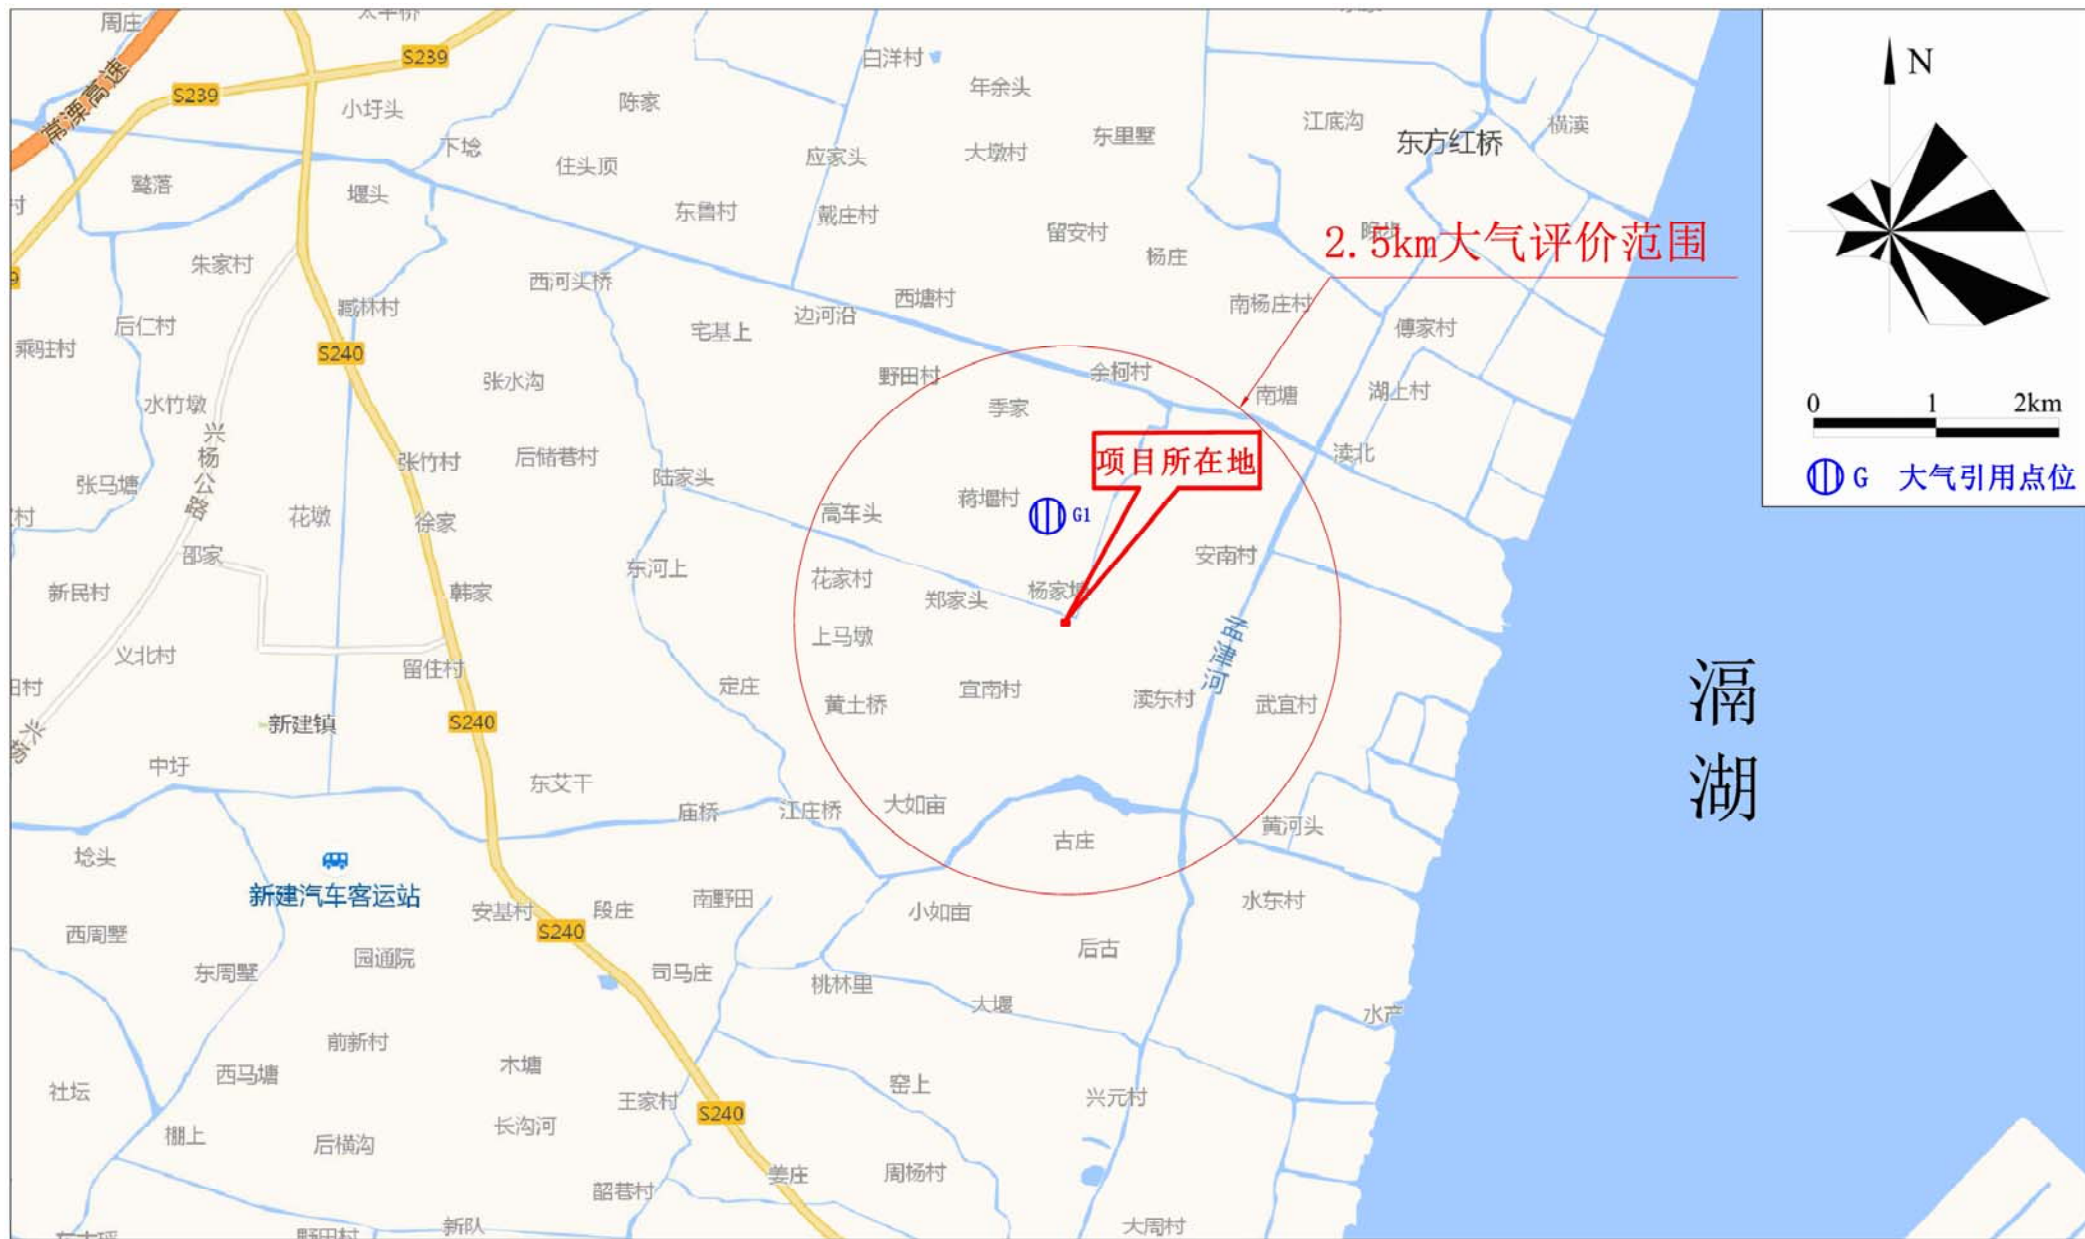 周庄
S239
白洋村
常溧高速
S239
年余头
陈家
小圩头
江底沟
横渎
东里墅
下埝
东方红桥
应家头
大墩村
住头顶
鹜落
堰头
村
东鲁村
戴庄村
留安村
2.5km大气评价范围
杨庄
朱家村
西河头桥
西塘村
南杨庄村
臧林村
边河沿
后仁村
宅基上
傅家村
乘驻村
S240
余柯村
野田村
张水沟
南塘
湖上村
水竹墩
季家
兴杨公路
渎北
张竹村
后储巷村
项目所在地
陆家头
张马塘
蒋堰村
高车头
G1
村
花墩
徐家
邵家
安南村
东河上
花家村
新民村
韩家
杨家
郑家头
上马墩
孟津河
义北村
留住村
定庄
宜南村
渎东村
武宜村
黄土桥
田村
新建镇
S240
兴杨
中圩
东艾干
大如亩
庙桥
江庄桥
黄河头
古庄
埝头
新建汽车客运站
南野田
水东村
安基村
段庄
小如亩
西周墅
S240
后古
园通院
东周墅
司马庄
桃林里
大堰
水产
前新村
木塘
西马塘
窑上
社坛
王家村
兴元村
S240
长沟河
棚上
后横沟
姜庄
周杨村
韶巷村
新队
大周村
野田村
滆湖
N
0 1 2km
G 大气引用点位